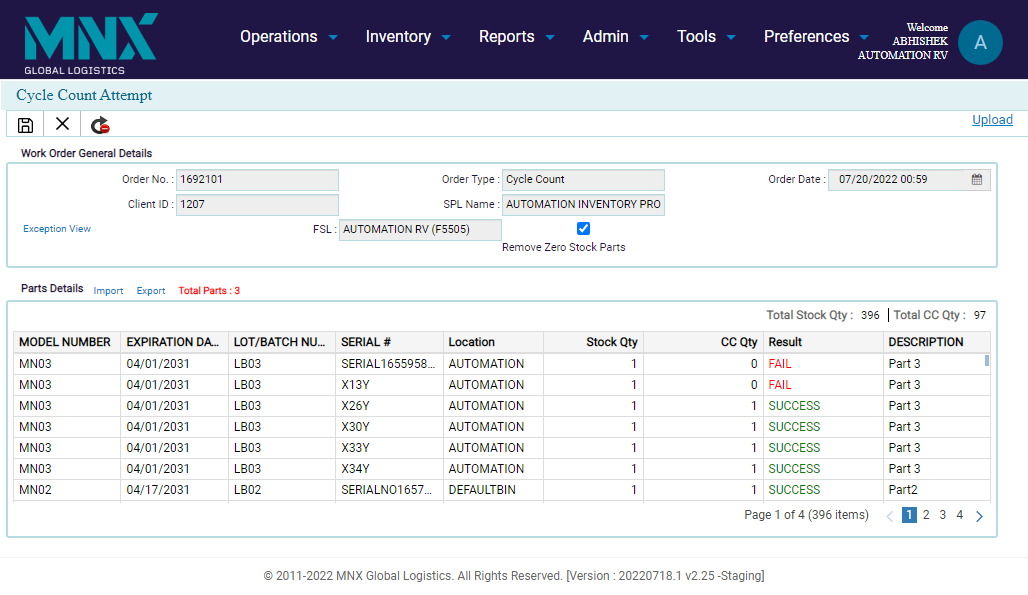 MNX
GLOBAL LOGISTICS
Operations Inventory Reports Admin Tools Preferences
Welcome
ABHISHEK
AUTOMATION RV
A
Cycle Count Attempt
Upload
Work Order General Details
Order No. : 1692101 Order Type : Cycle Count Order Date : 07/20/2022 00:59
Client ID : 1207 SPL Name : AUTOMATION INVENTORY PRO
Exception View FSL : AUTOMATION RV (F5505)
Remove Zero Stock Parts
Parts Details Import Export Total Parts : 3
Total Stock Qty : 396 Total CC Qty : 97
MODEL NUMBER EXPIRATION DA... LOT/BATCH NU... SERIAL # Location Stock Qty CC Qty Result DESCRIPTION
MN03 04/01/2031 LB03 SERIAL1655958... AUTOMATION 1 0 FAIL Part 3
MN03 04/01/2031 LB03 X13Y AUTOMATION 1 0 FAIL Part 3
MN03 04/01/2031 LB03 X26Y AUTOMATION 1 1 SUCCESS Part 3
MN03 04/01/2031 LB03 X30Y AUTOMATION 1 1 SUCCESS Part 3
MN03 04/01/2031 LB03 X33Y AUTOMATION 1 1 SUCCESS Part 3
MN03 04/01/2031 LB03 X34Y AUTOMATION 1 1 SUCCESS Part 3
MN02 04/17/2031 LB02 SERIALNO1657... DEFAULTBIN 1 1 SUCCESS Part2
Page 1 of 4 (396 items) 1 2 3 4
© 2011-2022 MNX Global Logistics. All Rights Reserved. [Version : 20220718.1 v2.25 -Staging]